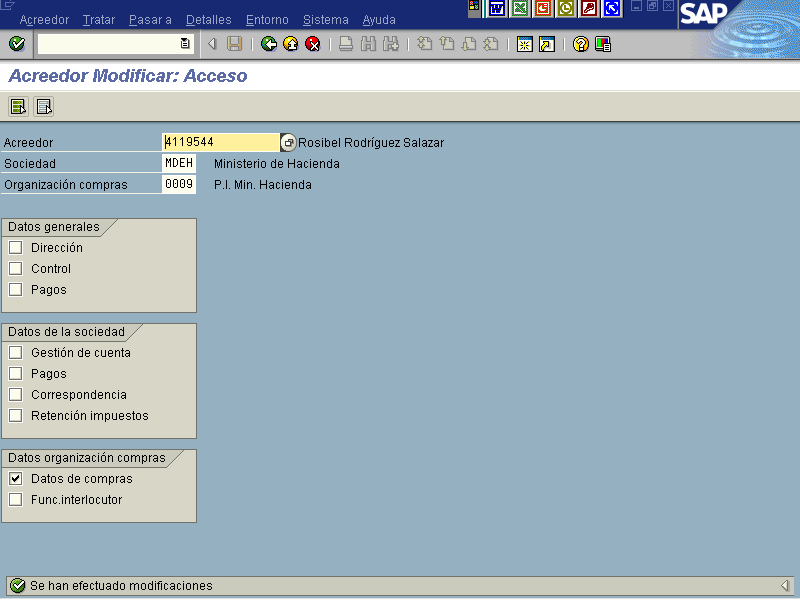 Acreedor Tratar Pasar a Detalles Entorno Sistema Ayuda
SAP
Acreedor Modificar: Acceso
Acreedor 4119544 Rosibel Rodríguez Salazar
Sociedad MDEH Ministerio de Hacienda
Organización compras 0009 P.I. Min. Hacienda
Datos generales
Dirección
Control
Pagos
Datos de la sociedad
Gestión de cuenta
Pagos
Correspondencia
Retención impuestos
Datos organización compras
Datos de compras
Func.interlocutor
Se han efectuado modificaciones